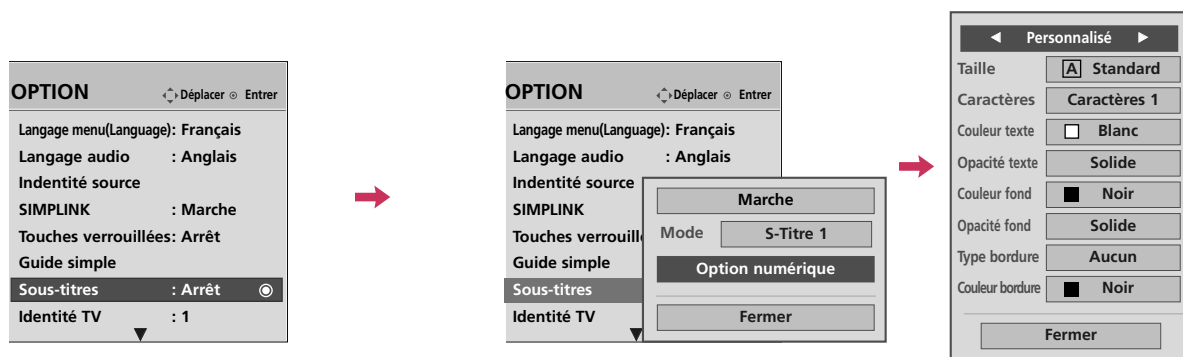 OPTION Déplacer Entrer
Langage menu(Language): Français
Langage audio : Anglais
Indentité source
SIMPLINK : Marche
Touches verrouillées: Arrêt
Guide simple
Sous-titres : Arrêt
Identité TV : 1
OPTION Déplacer Entrer
Langage menu(Language): Français
Langage audio : Anglais
Indentité source
SIMPLINK
Touches verrouill
Guide simple
Sous-titres
Identité TV
Marche
Mode S-Titre 1
Option numérique
Fermer
◄ Personnalisé ►
Taille A Standard
Caractères Caractères 1
Couleur texte Blanc
Opacité texte Solide
Couleur fond Noir
Opacité fond Solide
Type bordure Aucun
Couleur bordure Noir
Fermer